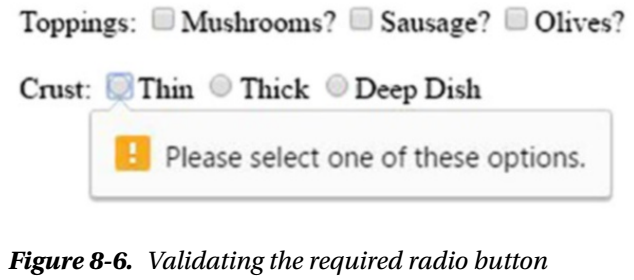 Toppings: Mushrooms? Sausage? Olives?
Crust: Thin Thick Deep Dish
! Please select one of these options.
Figure 8-6. Validating the required radio button